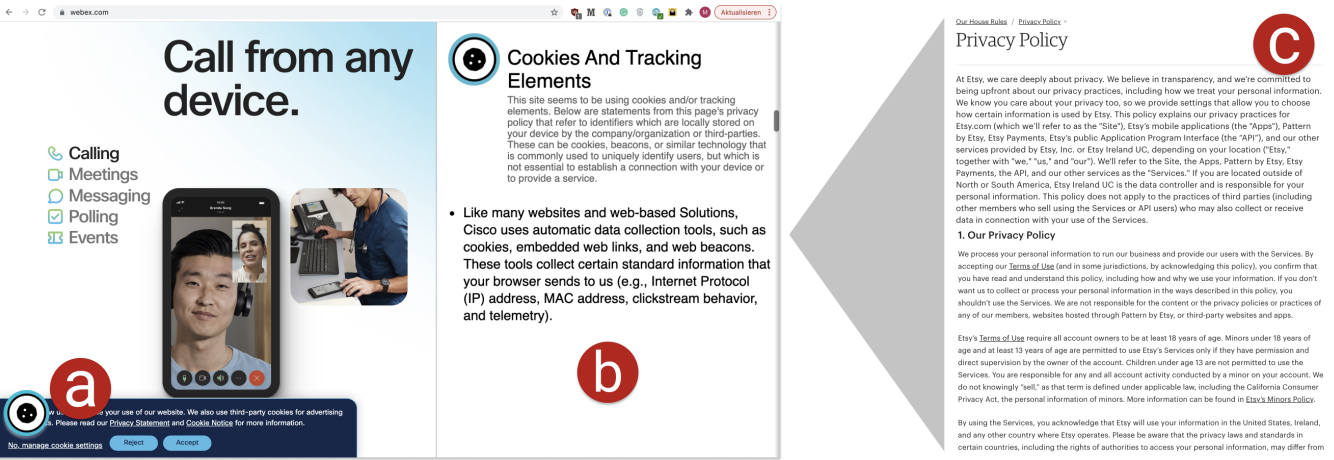 webex.com
Aktualisieren
Call from any
device.
Calling
Meetings
Messaging
Polling
Events
Brenda Song
a
your use of our website. We also use third-party cookies for advertising
Please read our Privacy Statement and Cookie Notice for more information.
No, manage cookie settings
Reject
Accept
Cookies And Tracking
Elements
This site seems to be using cookies and/or tracking
elements. Below are statements from this page's privacy
policy that refer to identifiers which are locally stored on
your device by the company/organization or third-parties.
These can be cookies, beacons, or similar technology that
is commonly used to uniquely identify users, but which is
not essential to establish a connection with your device or
to provide a service.
• Like many websites and web-based Solutions,
Cisco uses automatic data collection tools, such as
cookies, embedded web links, and web beacons.
These tools collect certain standard information that
your browser sends to us (e.g., Internet Protocol
(IP) address, MAC address, clickstream behavior,
and telemetry).
b
Our House Rules / Privacy Policy
Privacy Policy
c
At Etsy, we care deeply about privacy. We believe in transparency, and we're committed to
being upfront about our privacy practices, including how we treat your personal information.
We know you care about your privacy too, so we provide settings that allow you to choose
how certain information is used by Etsy. This policy explains our privacy practices for
Etsy.com (which we'll refer to as the "Site"), Etsy's mobile applications (the "Apps"), Pattern
by Etsy, Etsy Payments, Etsy's public Application Program Interface (the "API"), and our other
services provided by Etsy, Inc. or Etsy Ireland UC, depending on your location ("Etsy,"
together with "we," "us," and "our"). We'll refer to the Site, the Apps, Pattern by Etsy, Etsy
Payments, the API, and our other services as the "Services." If you are located outside of
North or South America, Etsy Ireland UC is the data controller and is responsible for your
personal information. This policy does not apply to the practices of third parties (including
other members who sell using the Services or API users) who may also collect or receive
data in connection with your use of the Services.
1. Our Privacy Policy
We process your personal information to run our business and provide our users with the Services. By
accepting our Terms of Use (and in some jurisdictions, by acknowledging this policy), you confirm that
you have read and understand this policy, including how and why we use your information. If you don't
want us to collect or process your personal information in the ways described in this policy, you
shouldn't use the Services. We are not responsible for the content or the privacy policies or practices of
any of our members, websites hosted through Pattern by Etsy, or third-party websites and apps.
Etsy's Terms of Use require all account owners to be at least 18 years of age. Minors under 18 years of
age and at least 13 years of age are permitted to use Etsy's Services only if they have permission and
direct supervision by the owner of the account. Children under age 13 are not permitted to use the
Services. You are responsible for any and all account activity conducted by a minor on your account. We
do not knowingly "sell," as that term is defined under applicable law, including the California Consumer
Privacy Act, the personal information of minors. More information can be found in Etsy's Minors Policy.
By using the Services, you acknowledge that Etsy will use your information in the United States, Ireland,
and any other country where Etsy operates. Please be aware that the privacy laws and standards in
certain countries, including the rights of authorities to access your personal information, may differ from